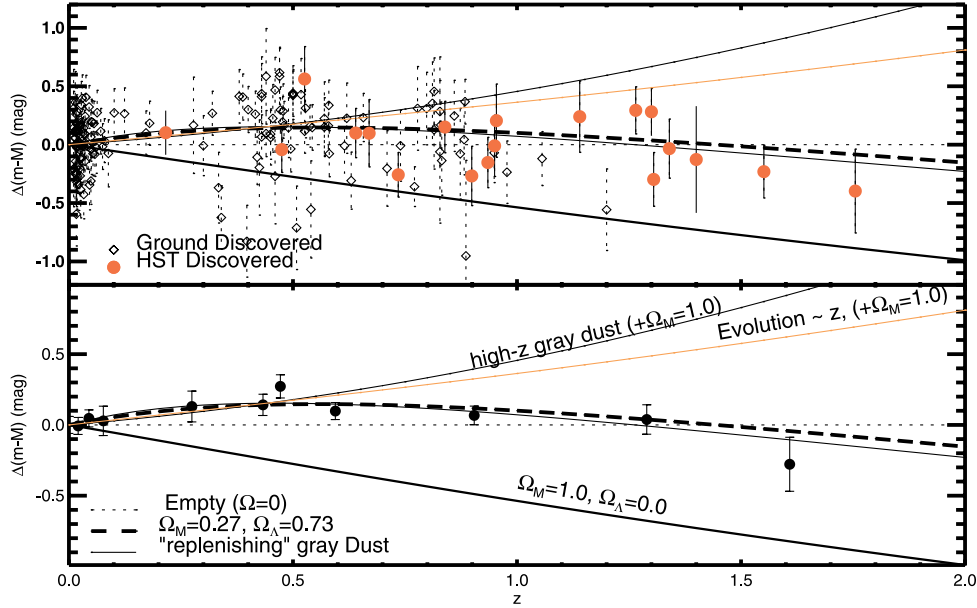 1.0
0.5
0.0
-0.5
-1.0
Δ(m-M) (mag)
Ground Discovered
HST Discovered
0.5
0.0
-0.5
Δ(m-M) (mag)
high-z gray dust (+Ω_M=1.0)
Evolution ~ z, (+Ω_M=1.0)
Ω_M=1.0, Ω_Λ=0.0
Empty (Ω=0)
Ω_M=0.27, Ω_Λ=0.73
"replenishing" gray Dust
0.0 0.5 1.0 1.5 2.0
z